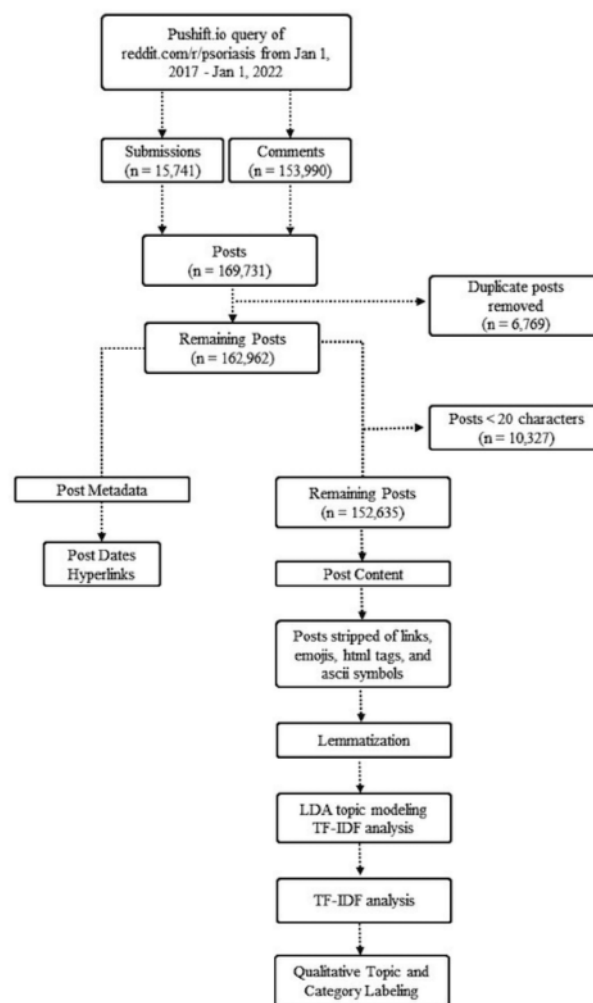 Pushift.io query of
reddit.com/r/psoriasis from Jan 1,
2017 - Jan 1, 2022
Submissions
(n = 15,741)
Comments
(n = 153,990)
Posts
(n = 169,731)
Duplicate posts
removed
(n = 6,769)
Remaining Posts
(n = 162,962)
Posts < 20 characters
(n = 10,327)
Post Metadata
Remaining Posts
(n = 152,635)
Post Dates
Hyperlinks
Post Content
Posts stripped of links,
emojis, html tags, and
ascii symbols
Lemmatization
LDA topic modeling
TF-IDF analysis
TF-IDF analysis
Qualitative Topic and
Category Labeling